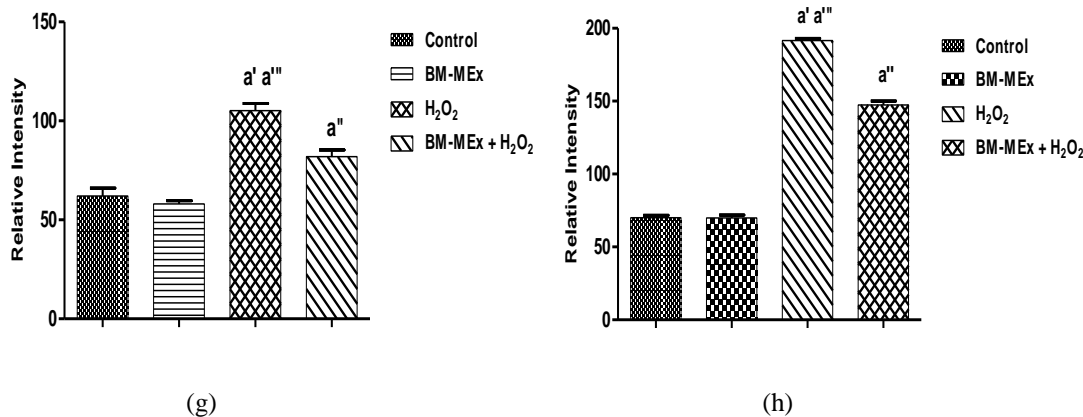 150
100
50
0
Relative Intensity
a' a'''
a''
Control
BM-MEx
H₂O₂
BM-MEx + H₂O₂
(g)
200
150
100
50
0
Relative Intensity
a' a'''
a''
Control
BM-MEx
H₂O₂
BM-MEx + H₂O₂
(h)